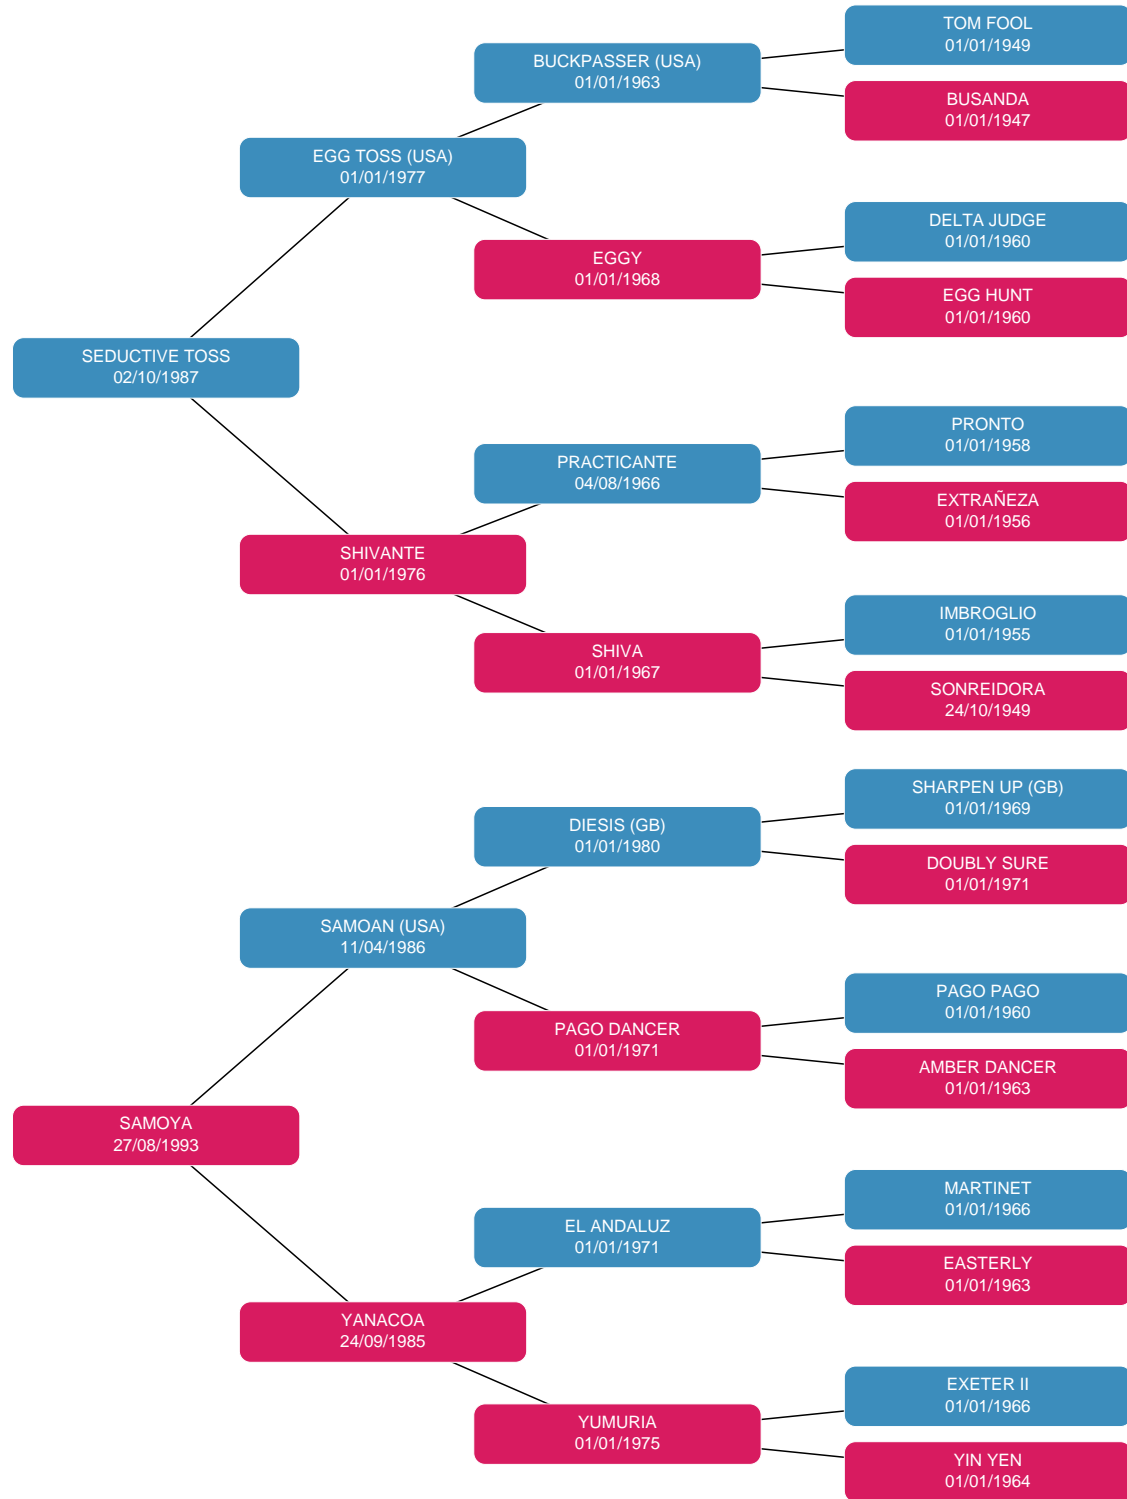 TOM FOOL
01/01/1949
BUCKPASSER (USA)
01/01/1963
BUSANDA
01/01/1947
EGG TOSS (USA)
01/01/1977
DELTA JUDGE
01/01/1960
EGGY
01/01/1968
EGG HUNT
01/01/1960
SEDUCTIVE TOSS
02/10/1987
PRONTO
01/01/1958
PRACTICANTE
04/08/1966
EXTRAÑEZA
01/01/1956
SHIVANTE
01/01/1976
IMBROGLIO
01/01/1955
SHIVA
01/01/1967
SONREIDORA
24/10/1949
SHARPEN UP (GB)
01/01/1969
DIESIS (GB)
01/01/1980
DOUBLY SURE
01/01/1971
SAMOAN (USA)
11/04/1986
PAGO PAGO
01/01/1960
PAGO DANCER
01/01/1971
AMBER DANCER
01/01/1963
SAMOYA
27/08/1993
MARTINET
01/01/1966
EL ANDALUZ
01/01/1971
EASTERLY
01/01/1963
YANACOA
24/09/1985
EXETER II
01/01/1966
YUMURIA
01/01/1975
YIN YEN
01/01/1964